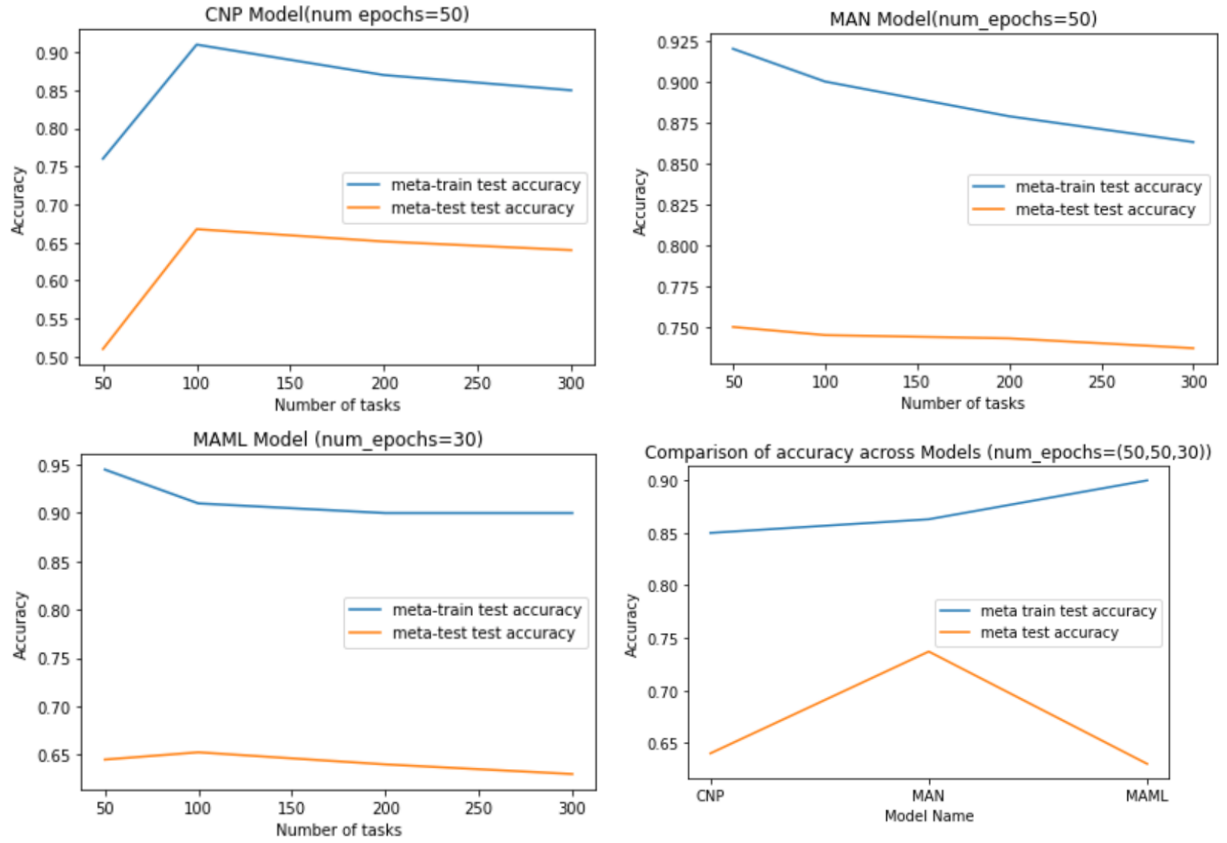 CNP Model(num epochs=50)
Accuracy
0.90
0.85
0.80
0.75
0.70
0.65
0.60
0.55
0.50
meta-train test accuracy
meta-test test accuracy
50 100 150 200 250 300
Number of tasks
MAN Model(num_epochs=50)
Accuracy
0.925
0.900
0.875
0.850
0.825
0.800
0.775
0.750
meta-train test accuracy
meta-test test accuracy
50 100 150 200 250 300
Number of tasks
MAML Model (num_epochs=30)
Accuracy
0.95
0.90
0.85
0.80
0.75
0.70
0.65
meta-train test accuracy
meta-test test accuracy
50 100 150 200 250 300
Number of tasks
Comparison of accuracy across Models (num_epochs=(50,50,30))
Accuracy
0.90
0.85
0.80
0.75
0.70
0.65
meta train test accuracy
meta test accuracy
CNP MAN MAML
Model Name